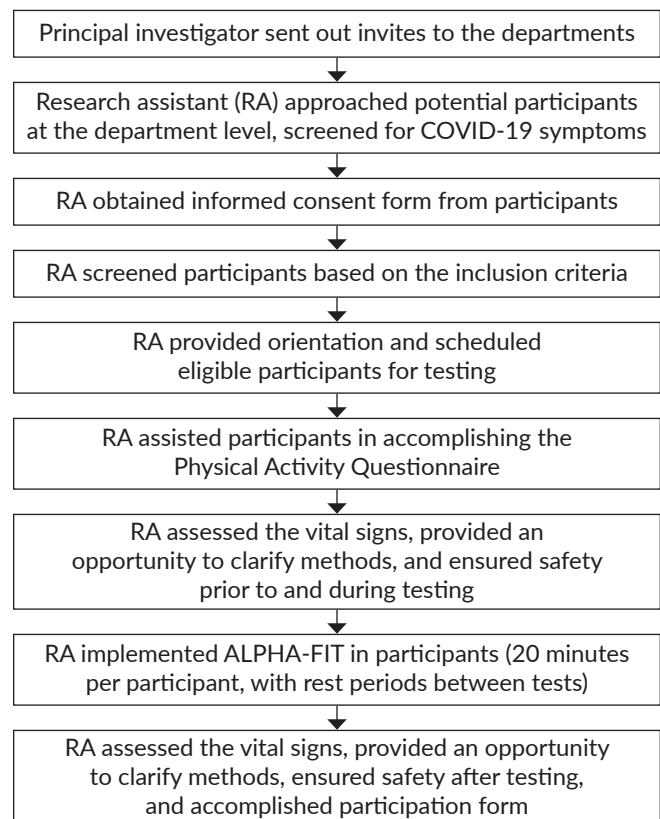 Principal investigator sent out invites to the departments
Research assistant (RA) approached potential participants
at the department level, screened for COVID-19 symptoms
RA obtained informed consent form from participants
RA screened participants based on the inclusion criteria
RA provided orientation and scheduled
eligible participants for testing
RA assisted participants in accomplishing the
Physical Activity Questionnaire
RA assessed the vital signs, provided an
opportunity to clarify methods, and ensured safety
prior to and during testing
RA implemented ALPHA-FIT in participants (20 minutes
per participant, with rest periods between tests)
RA assessed the vital signs, provided an opportunity
to clarify methods, ensured safety after testing,
and accomplished participation form